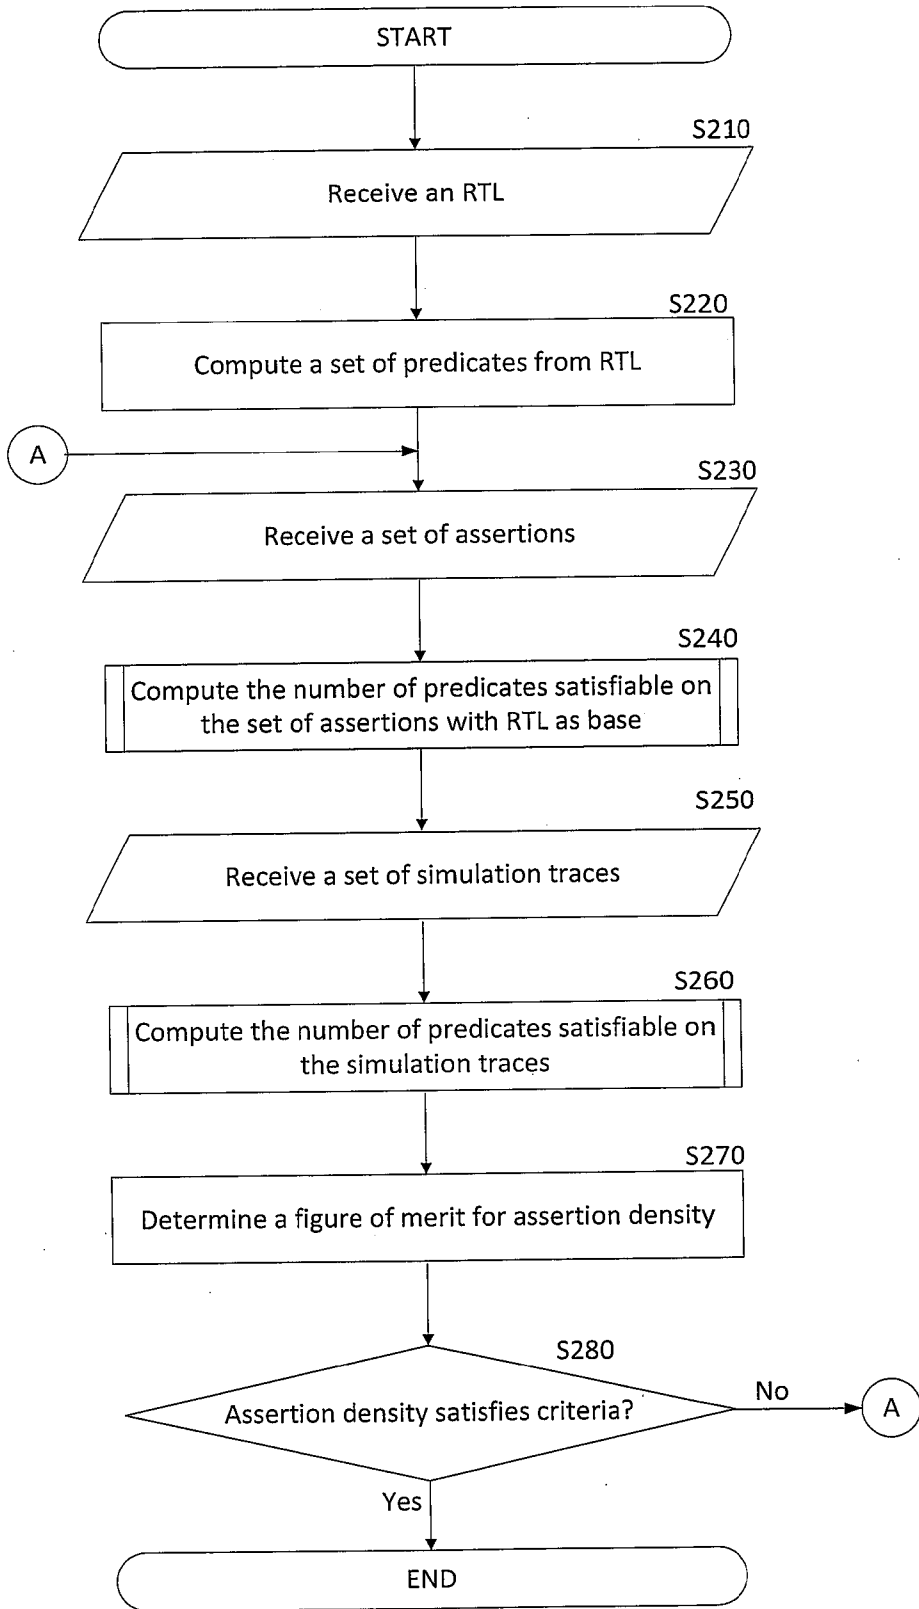 START
S210
Receive an RTL
S220
Compute a set of predicates from RTL
A
S230
Receive a set of assertions
S240
Compute the number of predicates satisfiable on
the set of assertions with RTL as base
S250
Receive a set of simulation traces
S260
Compute the number of predicates satisfiable on
the simulation traces
S270
Determine a figure of merit for assertion density
S280
Assertion density satisfies criteria?
No
A
Yes
END